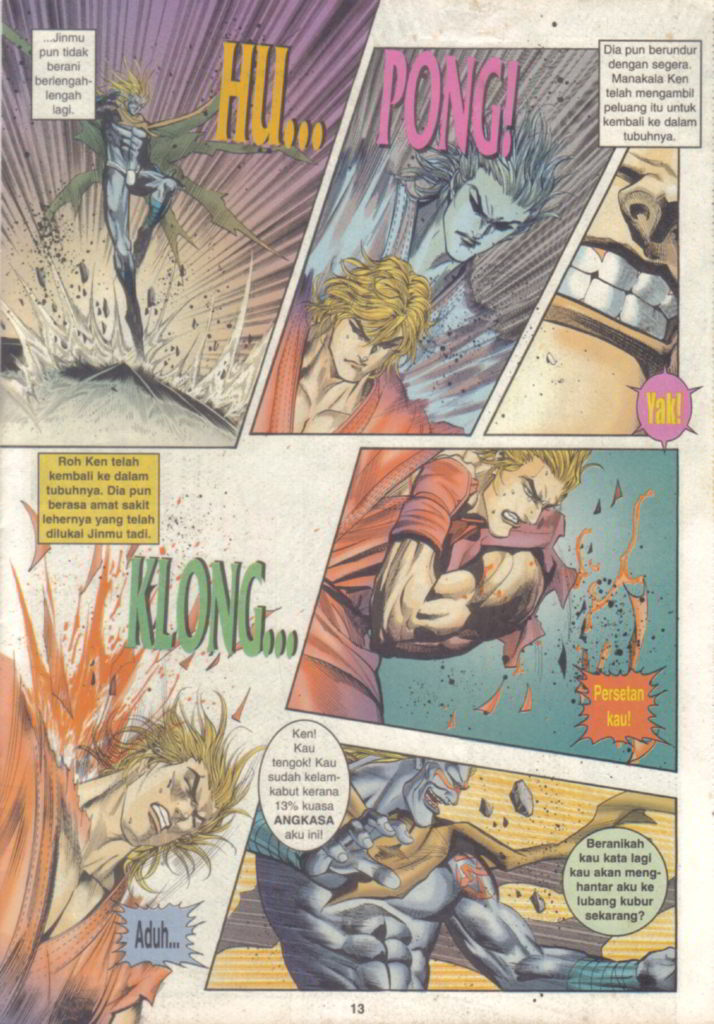 ...Jinmu
pun tidak
berani
berlengah-
lengah
lagi.
HU...
PONG!
Dia pun berundur
dengan segera.
Manakala Ken
telah mengambil
peluang itu untuk
kembali ke dalam
tubuhnya.
Yak!
Roh Ken telah
kembali ke dalam
tubuhnya. Dia pun
berasa amat sakit
lehernya yang telah
dilukai Jinmu tadi.
KLONG...
Persetan
kau!
Aduh...
Ken!
Kau
tengok! Kau
sudah kelam-
kabut kerana
13% kuasa
ANGKASA
aku ini!
Beranikah
kau kata lagi
kau akan meng-
hantar aku ke
lubang kubur
sekarang?
13